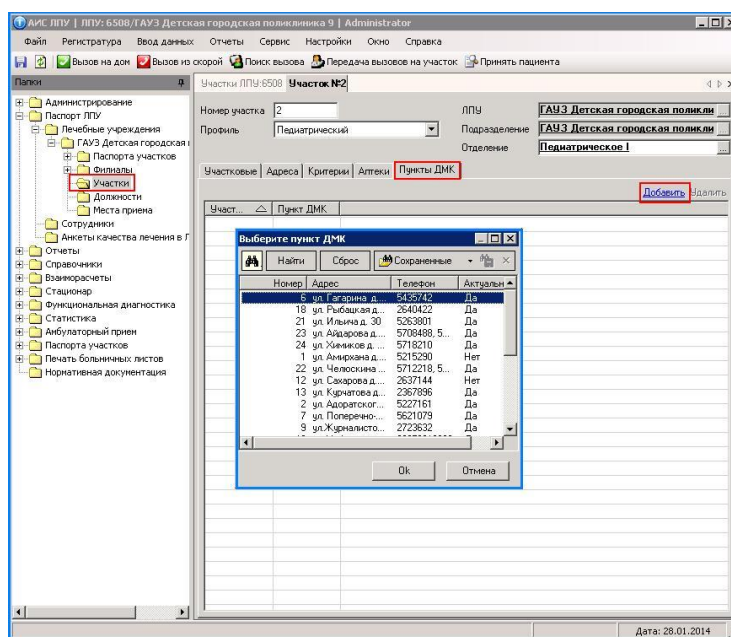 АИС ЛПУ | ЛПУ: 6508/ГАУЗ Детская городская поликлиника 9 | Administrator
Файл Регистратура Ввод данных Отчеты Сервис Настройки Окно Справка
Вызов на дом Вызов из скорой Поиск вызова Передача вызовов на участок Принять пациента
Папки
Администрирование
Паспорт ЛПУ
Лечебные учреждения
ГАУЗ Детская городская
Паспорта участков
Филиалы
Участки
Должности
Места приема
Сотрудники
Анкеты качества лечения в Г
Отчеты
Справочники
Взаиморасчеты
Стационар
Функциональная диагностика
Статистика
Амбулаторный прием
Паспорта участков
Печать больничных листов
Нормативная документация
Участки ЛПУ:6508 Участок №2
Номер участка 2 ЛПУ ГАУЗ Детская городская поликли ...
Профиль Педиатрический Подразделение ГАУЗ Детская городская поликли ...
Отделение Педиатрическое I ...
Участковые Адреса Критерии Аптеки Пункты ДМК
Добавить Удалить
Участ... Пункт ДМК
Выберите пункт ДМК
Найти Сброс Сохраненные
Номер Адрес Телефон Актуальн
6 ул. Гагарина д.... 5435742 Да
18 ул. Рыбацкая д.... 2640422 Да
21 ул. Ильича д. 30 5263801 Да
23 ул. Айдарова д.... 5708488, 5... Да
24 ул. Химиков д. ... 5718210 Да
1 ул. Амирхана д.... 5215290 Нет
22 ул. Челюскина ... 5712218, 5... Да
12 ул. Сахарова д.... 2637144 Нет
13 ул. Курчатова д.... 2367896 Да
2 ул. Адоратског... 5227161 Да
7 ул. Поперечно-... 5621079 Да
9 ул.Журналисто... 2723632 Да
Ok Отмена
Дата: 28.01.2014